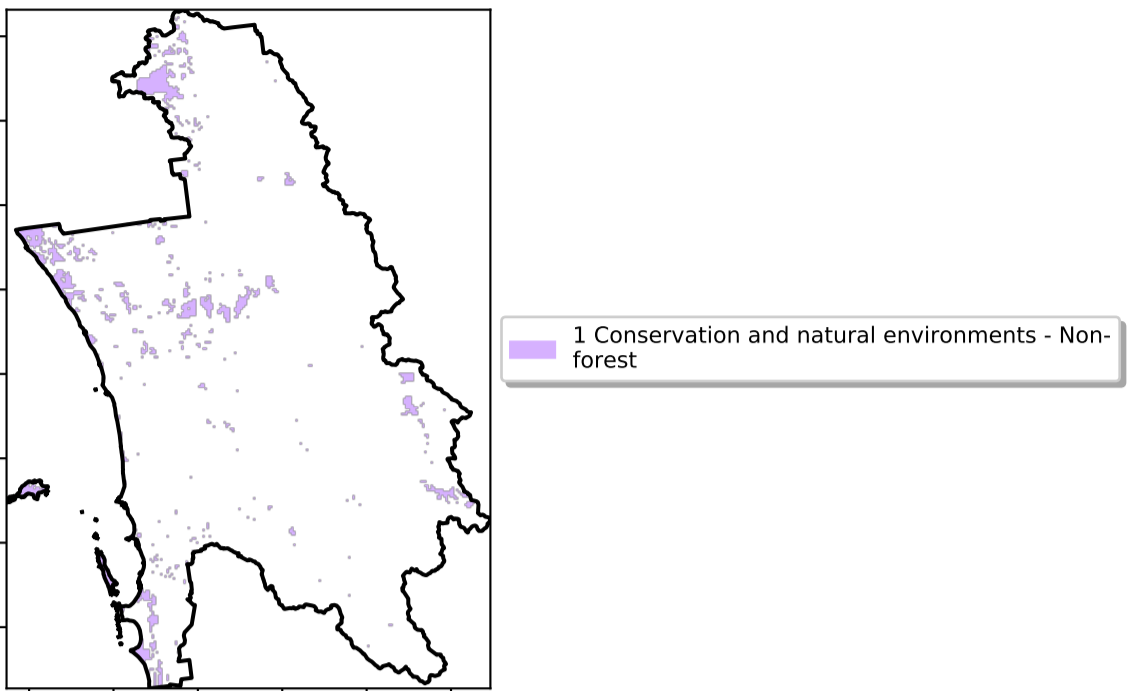 1 Conservation and natural environments - Non-
forest